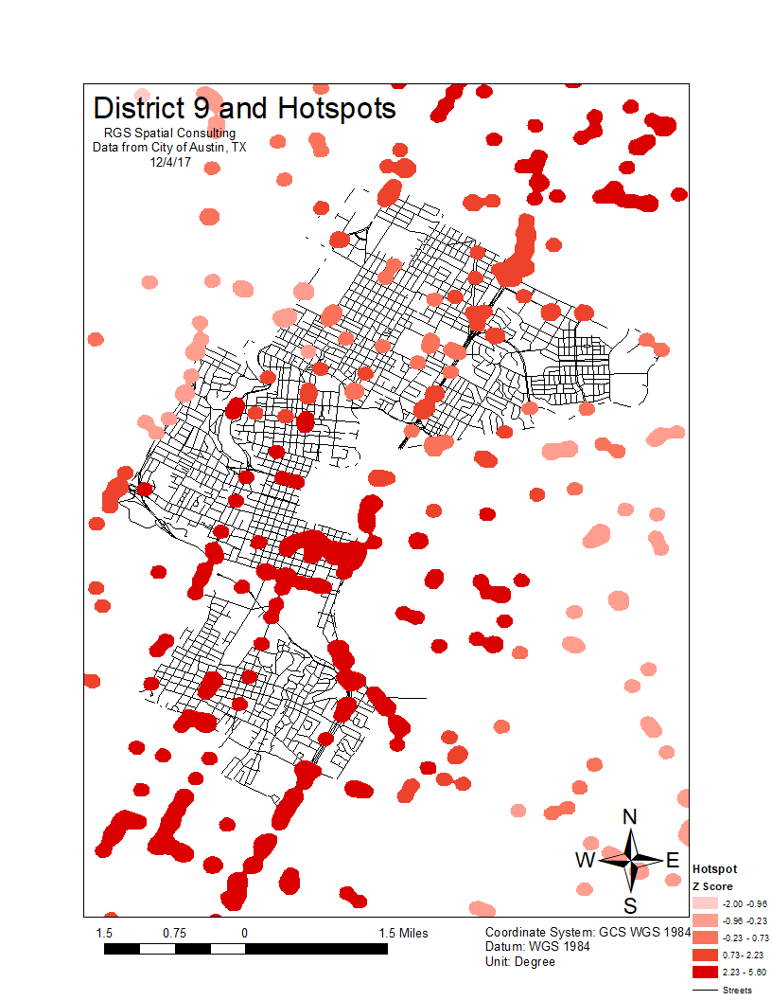 District 9 and Hotspots
RGS Spatial Consulting
Data from City of Austin, TX
12/4/17
N
W E
S
Hotspot
Z Score
-2.00 -0.96
-0.96 -0.23
-0.23 - 0.73
0.73- 2.23
2.23 - 5.60
Streets
1.5 0.75 0 1.5 Miles
Coordinate System: GCS WGS 1984
Datum: WGS 1984
Unit: Degree